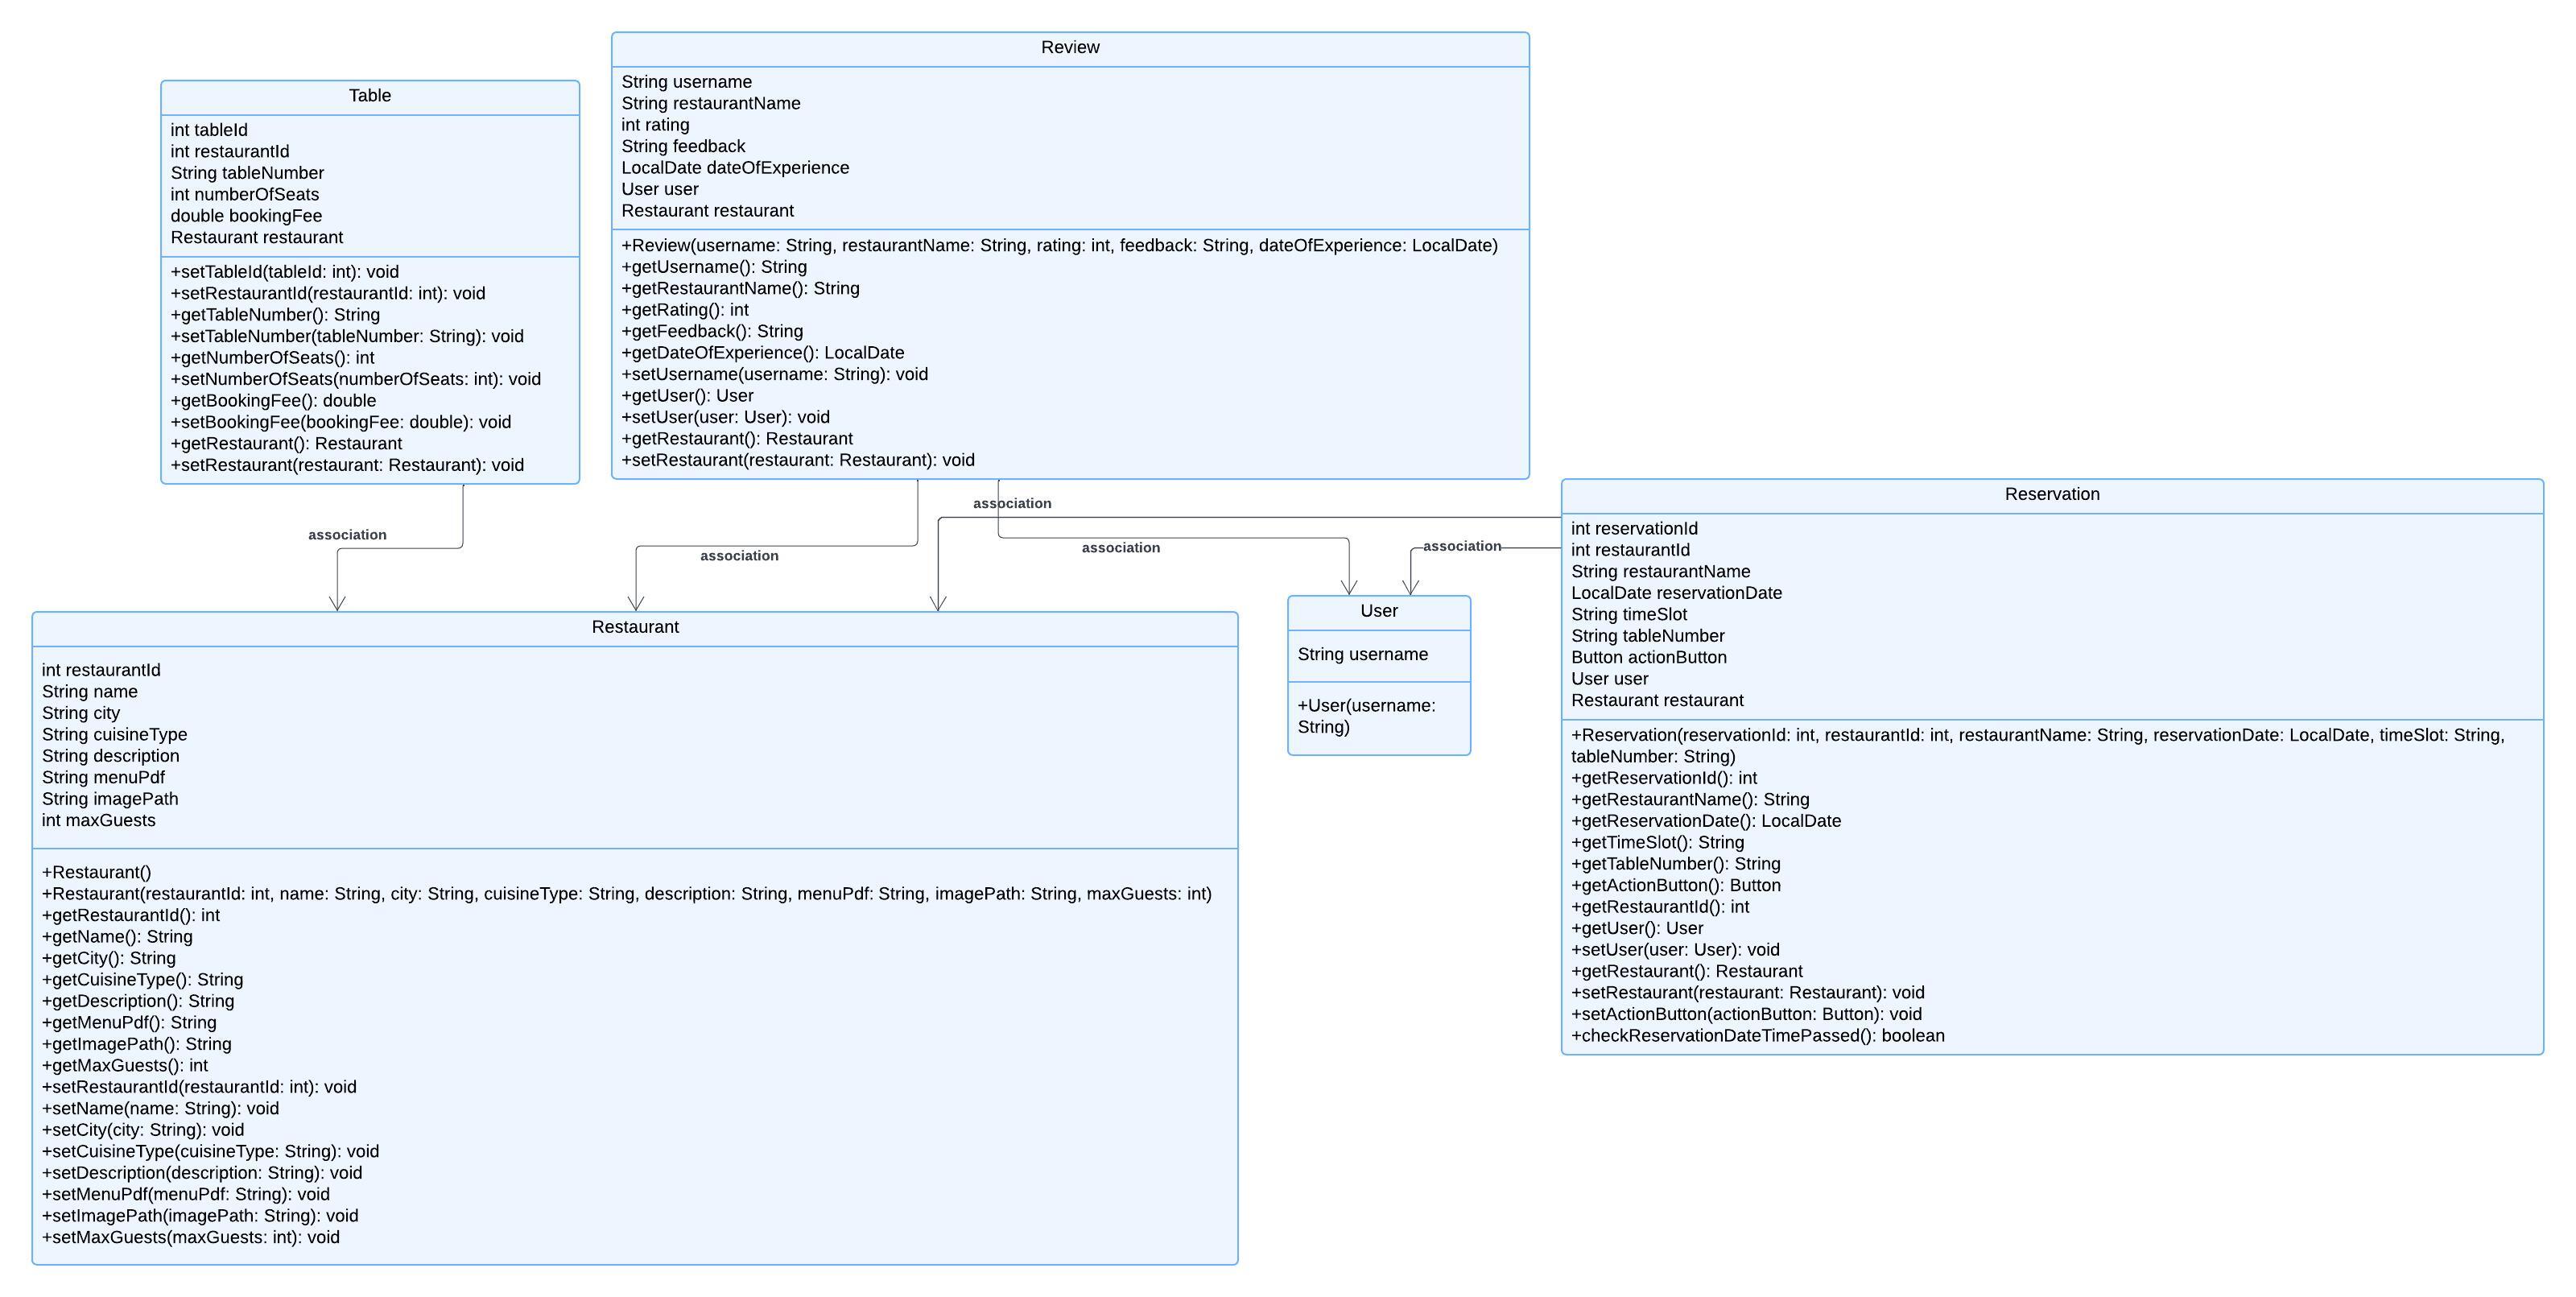 Table
int tableId
int restaurantId
String tableNumber
int numberOfSeats
double bookingFee
Restaurant restaurant
+setTableId(tableId: int): void
+setRestaurantId(restaurantId: int): void
+getTableNumber(): String
+setTableNumber(tableNumber: String): void
+getNumberOfSeats(): int
+setNumberOfSeats(numberOfSeats: int): void
+getBookingFee(): double
+setBookingFee(bookingFee: double): void
+getRestaurant(): Restaurant
+setRestaurant(restaurant: Restaurant): void
Review
String username
String restaurantName
int rating
String feedback
LocalDate dateOfExperience
User user
Restaurant restaurant
+Review(username: String, restaurantName: String, rating: int, feedback: String, dateOfExperience: LocalDate)
+getUsername(): String
+getRestaurantName(): String
+getRating(): int
+getFeedback(): String
+getDateOfExperience(): LocalDate
+setUsername(username: String): void
+getUser(): User
+setUser(user: User): void
+getRestaurant(): Restaurant
+setRestaurant(restaurant: Restaurant): void
association
association
association
association
association
Restaurant
int restaurantId
String name
String city
String cuisineType
String description
String menuPdf
String imagePath
int maxGuests
+Restaurant()
+Restaurant(restaurantId: int, name: String, city: String, cuisineType: String, description: String, menuPdf: String, imagePath: String, maxGuests: int)
+getRestaurantId(): int
+getName(): String
+getCity(): String
+getCuisineType(): String
+getDescription(): String
+getMenuPdf(): String
+getImagePath(): String
+getMaxGuests(): int
+setRestaurantId(restaurantId: int): void
+setName(name: String): void
+setCity(city: String): void
+setCuisineType(cuisineType: String): void
+setDescription(description: String): void
+setMenuPdf(menuPdf: String): void
+setImagePath(imagePath: String): void
+setMaxGuests(maxGuests: int): void
User
String username
+User(username:
String)
Reservation
int reservationId
int restaurantId
String restaurantName
LocalDate reservationDate
String timeSlot
String tableNumber
Button actionButton
User user
Restaurant restaurant
+Reservation(reservationId: int, restaurantId: int, restaurantName: String, reservationDate: LocalDate, timeSlot: String,
tableNumber: String)
+getReservationId(): int
+getRestaurantName(): String
+getReservationDate(): LocalDate
+getTimeSlot(): String
+getTableNumber(): String
+getActionButton(): Button
+getRestaurantId(): int
+getUser(): User
+setUser(user: User): void
+getRestaurant(): Restaurant
+setRestaurant(restaurant: Restaurant): void
+setActionButton(actionButton: Button): void
+checkReservationDateTimePassed(): boolean